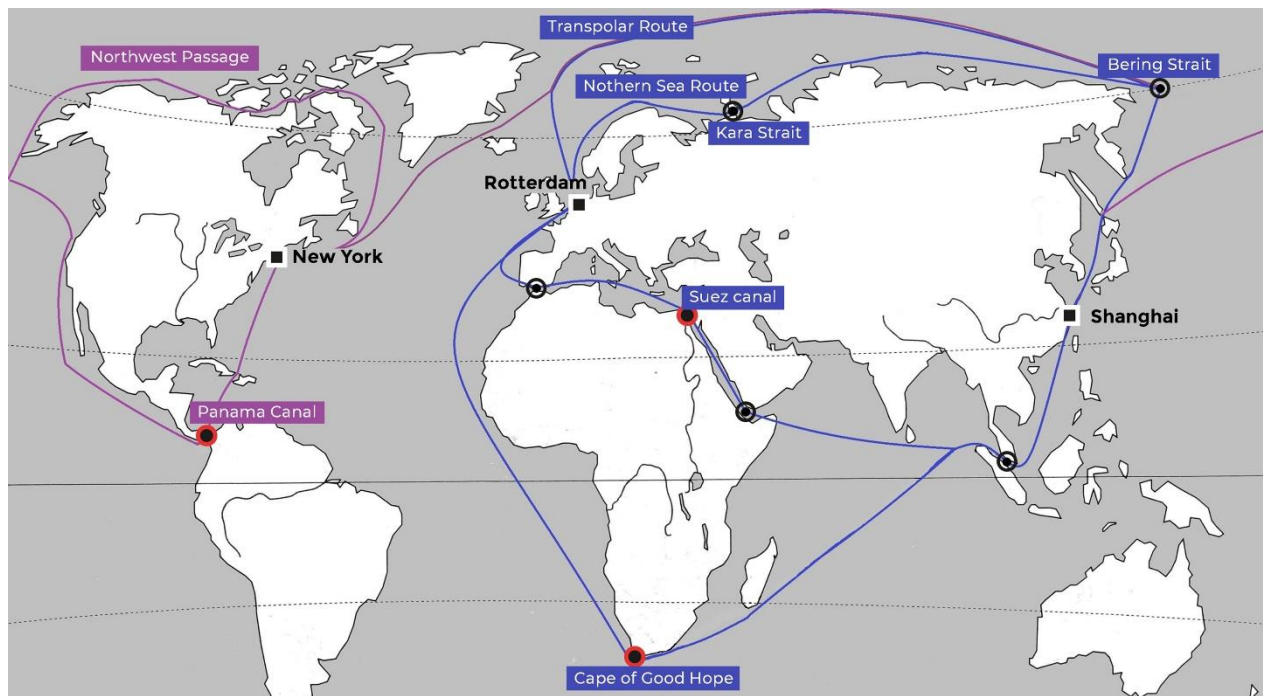 Transpolar Route
Northwest Passage
Bering Strait
Nothern Sea Route
Kara Strait
Rotterdam
New York
Suez canal
Shanghai
Panama Canal
Cape of Good Hope